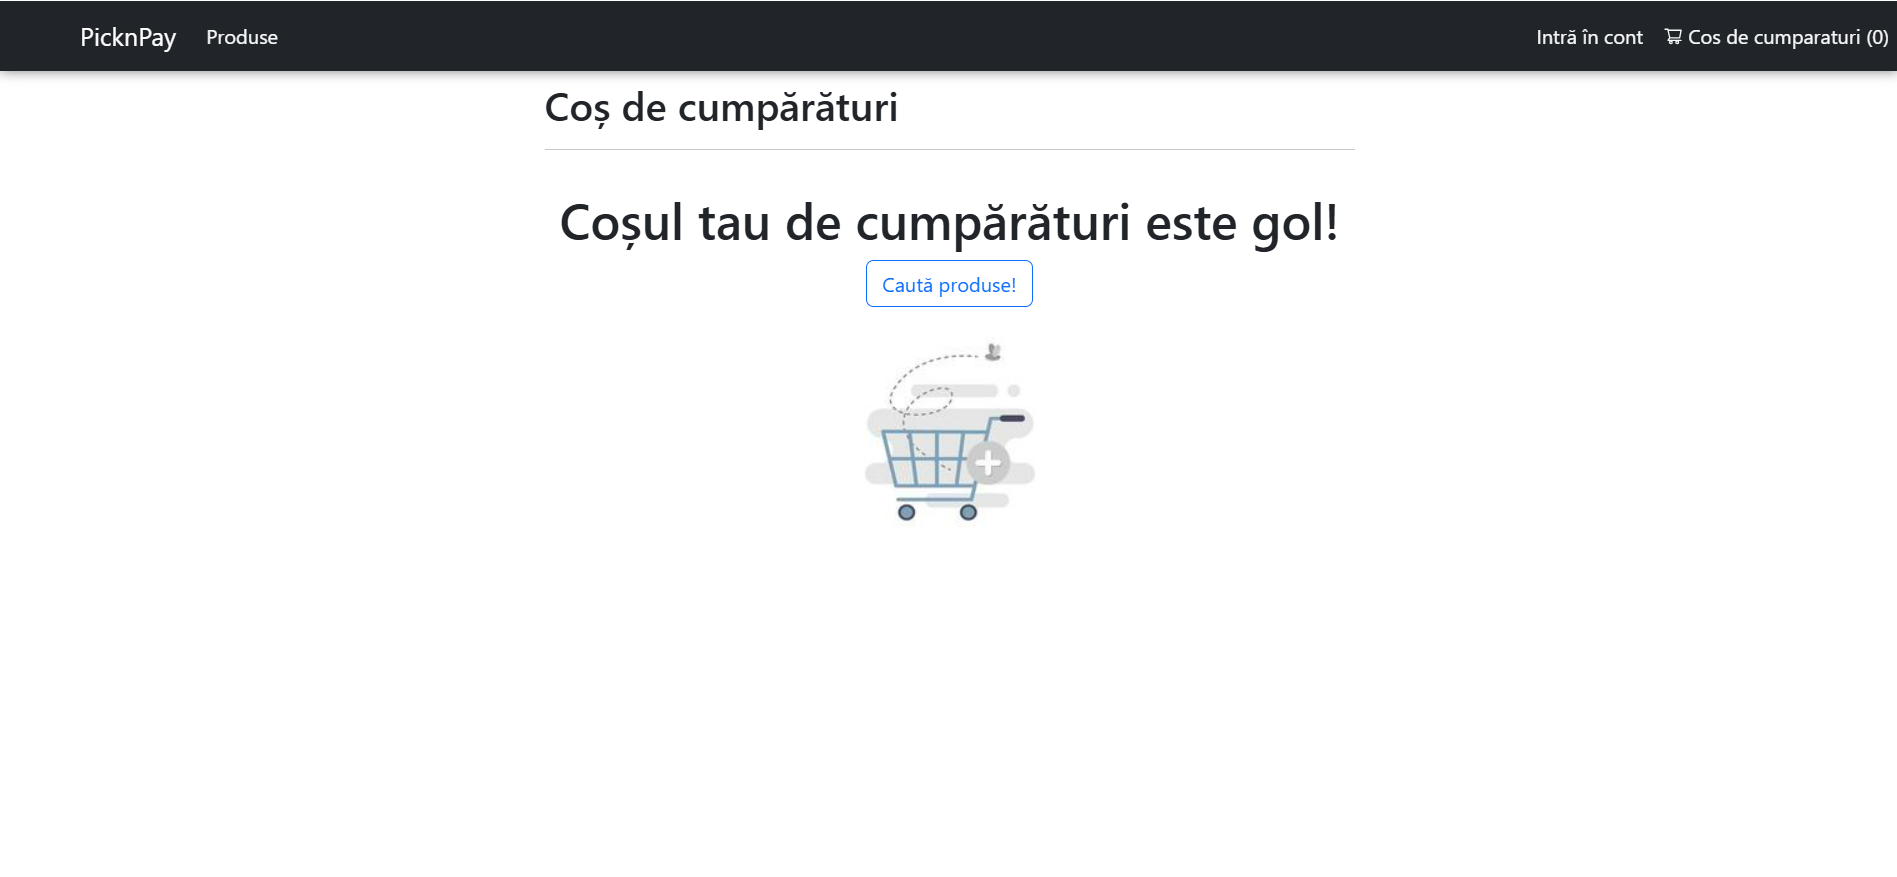 PicknPay Produse Intră în cont Cos de cumparaturi (0)
Coș de cumpărături
Coșul tau de cumpărături este gol!
Caută produse!